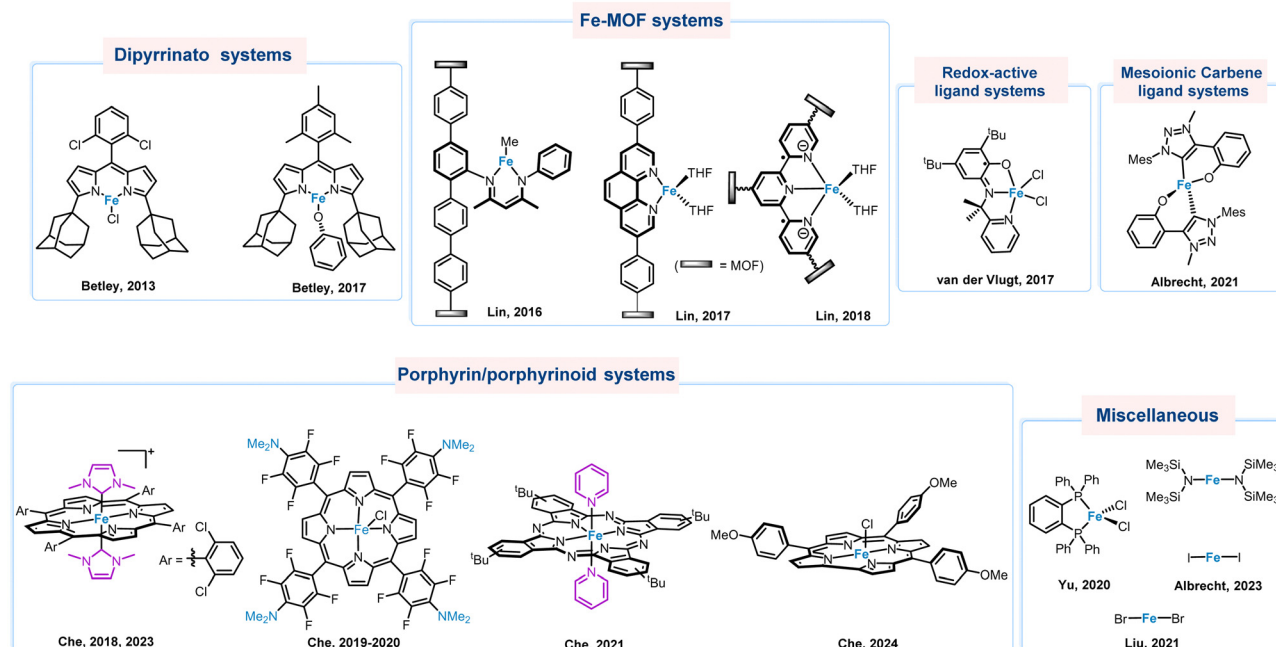 Dipyrrinato systems
Cl
Cl
N
N
Fe
Cl
Betley, 2013
N
N
Fe
O
Betley, 2017
Fe-MOF systems
Me
Fe
N
N
Lin, 2016
N
N
Fe
THF
THF
(
= MOF)
Lin, 2017
N
N
N
Fe
THF
THF
Lin, 2018
Redox-active
ligand systems
tBu
tBu
O
N
Fe
Cl
Cl
N
van der Vlugt, 2017
Mesoionic Carbene
ligand systems
N
N
N
Mes
Fe
O
O
Mes
N
N
N
Albrecht, 2021
Porphyrin/porphyrinoid systems
+
N
N
Ar
Ar
N
N
Fe
N
N
Ar
Ar
N
N
Ar =
Cl
Cl
Che, 2018, 2023
Me2N
NMe2
F
F
F
F
F
F
F
F
N
N
Fe
Cl
N
N
F
F
F
F
F
F
F
F
Me2N
NMe2
Che, 2019-2020
N
tBu
tBu
N
N
N
N
Fe
N
N
N
N
tBu
tBu
N
Che, 2021
OMe
MeO
Cl
N
N
Fe
N
N
OMe
Che, 2024
Miscellaneous
Ph
Ph
P
Fe
Cl
Cl
P
Ph
Ph
Yu, 2020
Me3Si
SiMe3
N
Fe
N
Me3Si
SiMe3
I
Fe
I
Albrecht, 2023
Br
Fe
Br
Liu, 2021